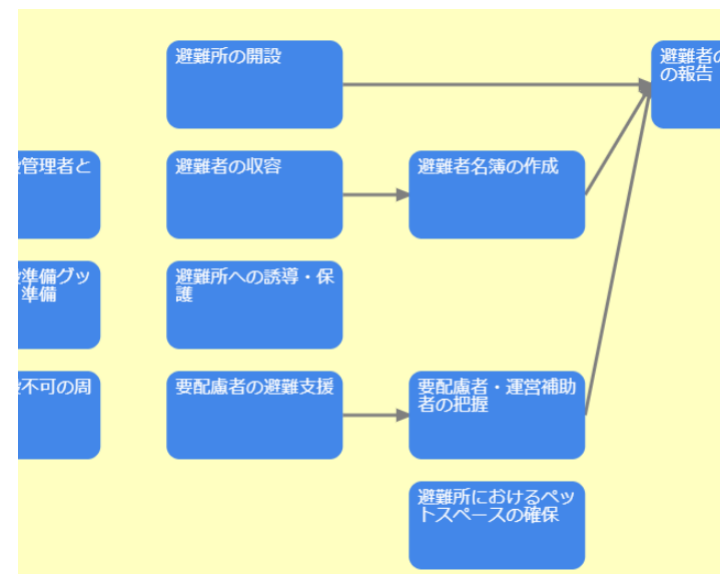 避難所の開設
避難者の
の報告
管理者と
避難者の収容
避難者名簿の作成
準備グッ
準備
避難所への誘導・保
護
不可の周
要配慮者の避難支援
要配慮者・運営補助
者の把握
避難所におけるペッ
トスペースの確保